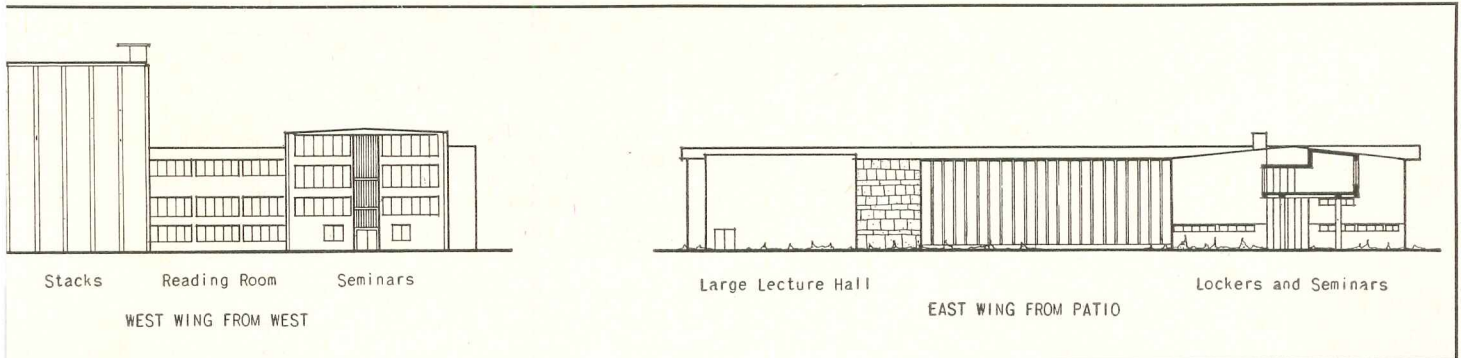 Stacks Reading Room Seminars
WEST WING FROM WEST
Large Lecture Hall Lockers and Seminars
EAST WING FROM PATIO